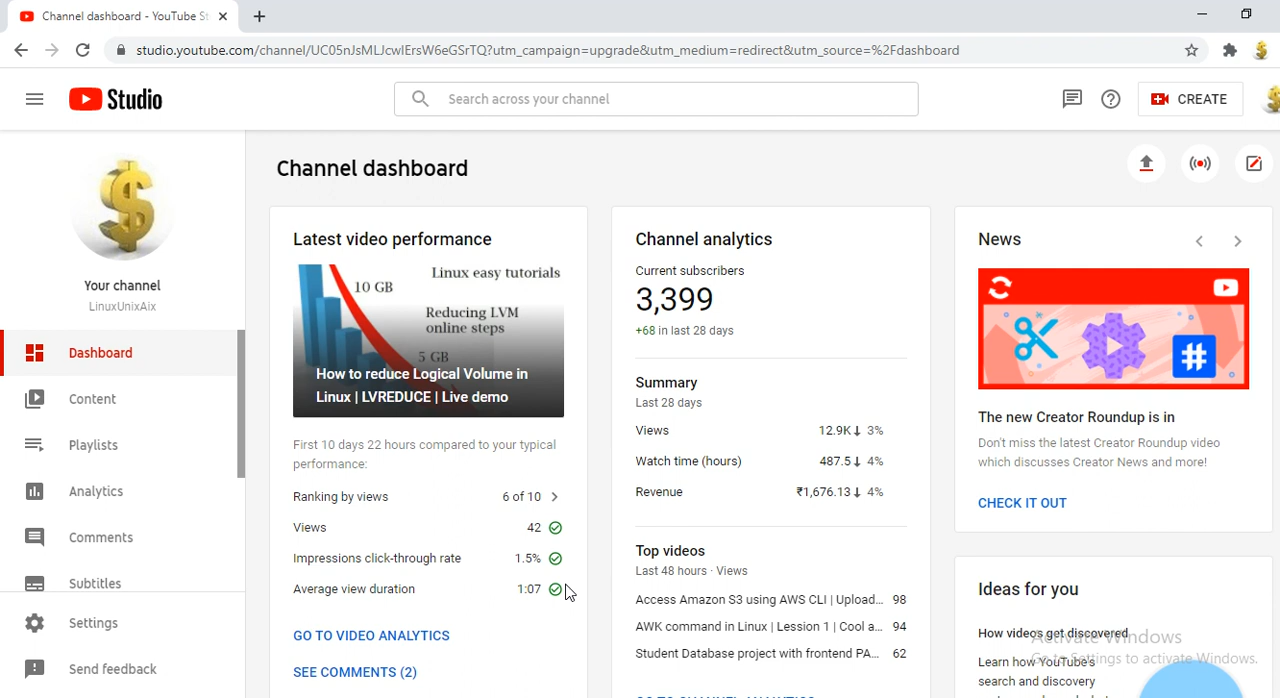 Channel dashboard - YouTube St
studio.youtube.com/channel/UC05nJsMLJcwIErsW6eGSrTQ?utm_campaign=upgrade&utm_medium=redirect&utm_source=%2Fdashboard
Studio
Search across your channel
CREATE
Your channel
LinuxUnixAix
Dashboard
Content
Playlists
Analytics
Comments
Subtitles
Settings
Send feedback
Channel dashboard
Latest video performance
Linux easy tutorials
10 GB
Reducing LVM
online steps
5 GB
How to reduce Logical Volume in
Linux | LVREDUCE | Live demo
First 10 days 22 hours compared to your typical
performance:
Ranking by views 6 of 10
Views 42
Impressions click-through rate 1.5%
Average view duration 1:07
GO TO VIDEO ANALYTICS
SEE COMMENTS (2)
Channel analytics
Current subscribers
3,399
+68 in last 28 days
Summary
Last 28 days
Views 12.9K↓ 3%
Watch time (hours) 487.5↓ 4%
Revenue ₹1,676.13↓ 4%
Top videos
Last 48 hours · Views
Access Amazon S3 using AWS CLI | Upload... 98
AWK command in Linux | Lession 1 | Cool a... 94
Student Database project with frontend PA... 62
News
#
The new Creator Roundup is in
Don't miss the latest Creator Roundup video
which discusses Creator News and more!
CHECK IT OUT
Ideas for you
How videos get discovered
Learn how YouTube's
search and discovery
Activate Windows
Go to Settings to activate Windows.